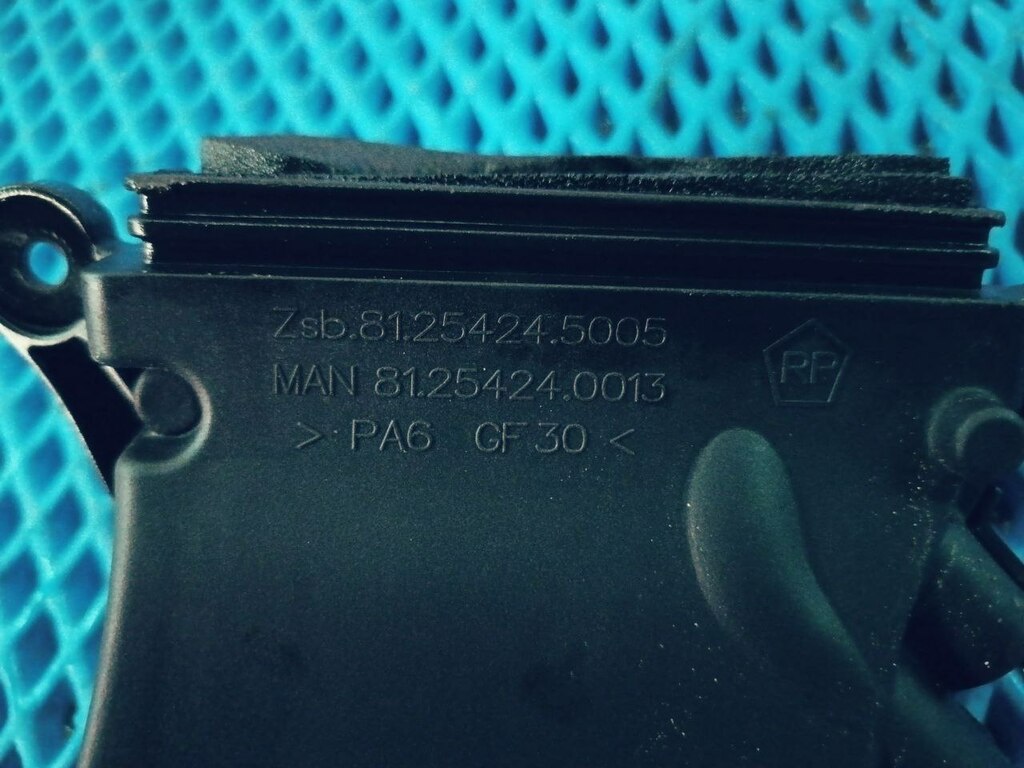 Zsb.81.25424.5005
MAN 81.25424.0013
> PA6 GF30 <
RP